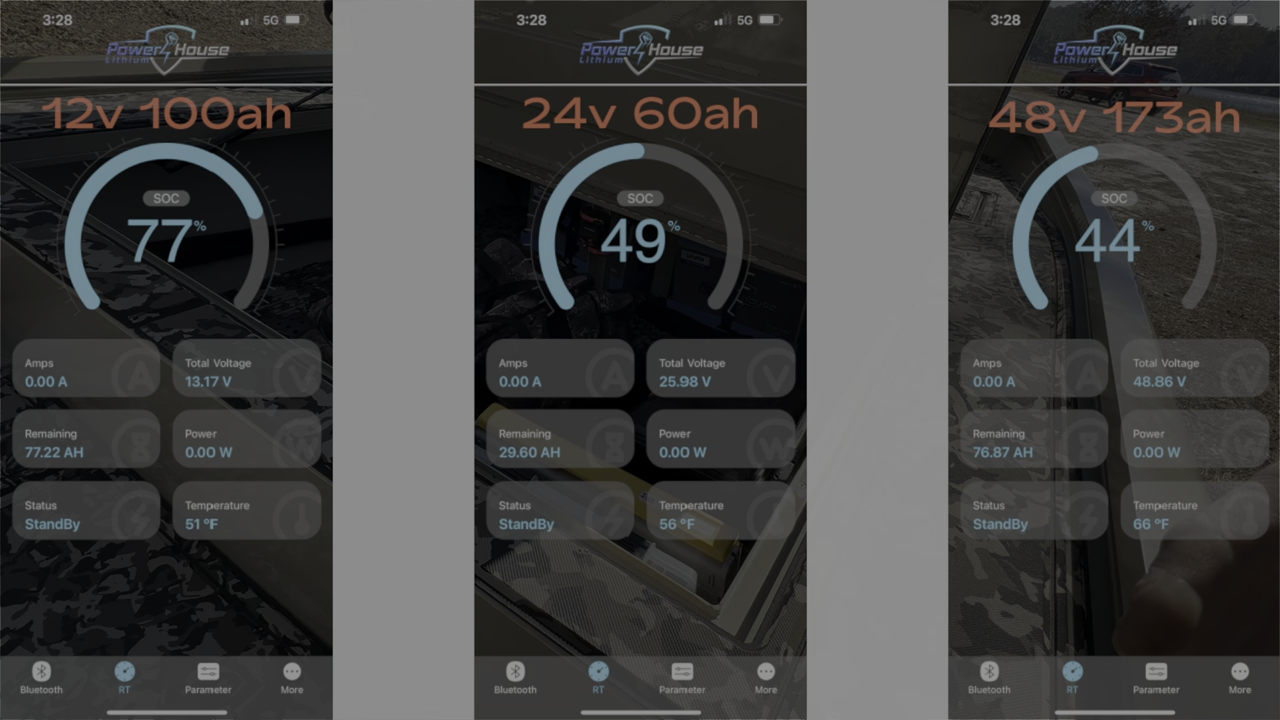 3:28 5G
Power House
Lithium
12v 100ah
SOC
77%
Amps
0.00 A
Total Voltage
13.17 V
Remaining
77.22 AH
Power
0.00 W
Status
StandBy
Temperature
51 °F
Bluetooth
RT
Parameter
More
3:28 5G
Power House
Lithium
24v 60ah
SOC
49%
Amps
0.00 A
Total Voltage
25.98 V
Remaining
29.60 AH
Power
0.00 W
Status
StandBy
Temperature
56 °F
Bluetooth
RT
Parameter
More
3:28 5G
Power House
Lithium
48v 173ah
SOC
44%
Amps
0.00 A
Total Voltage
48.86 V
Remaining
76.87 AH
Power
0.00 W
Status
StandBy
Temperature
66 °F
Bluetooth
RT
Parameter
More